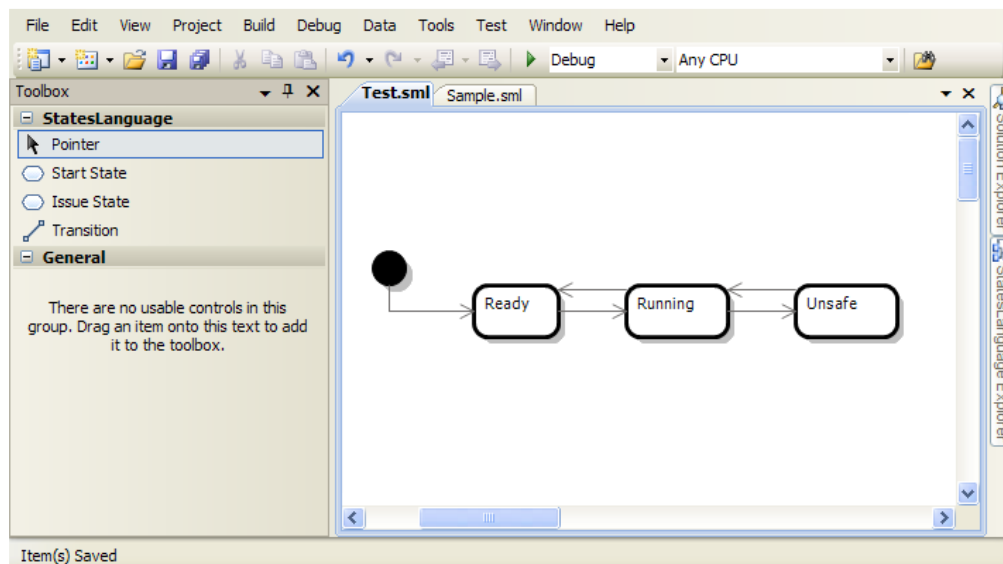 File Edit View Project Build Debug Data Tools Test Window Help
Debug Any CPU
Toolbox
Test.sml Sample.sml
StatesLanguage
Pointer
Start State
Issue State
Transition
General
There are no usable controls in this
group. Drag an item onto this text to add
it to the toolbox.
Ready
Running
Unsafe
Solution Explorer
StatesLanguage Explorer
Item(s) Saved